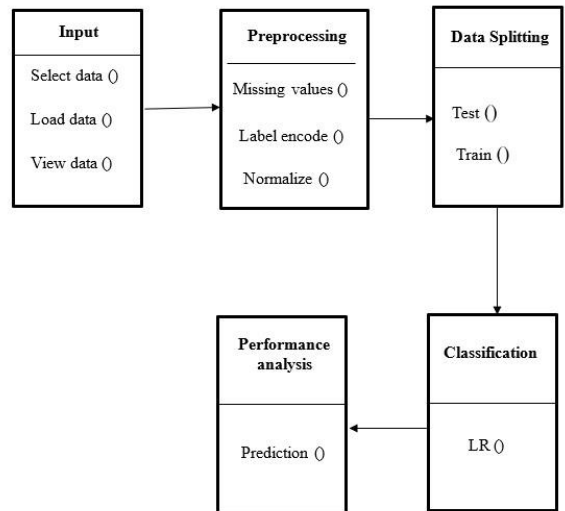 Input
Select data ()
Load data ()
View data ()
Preprocessing
Missing values ()
Label encode ()
Normalize ()
Data Splitting
Test ()
Train ()
Classification
LR ()
Performance
analysis
Prediction ()